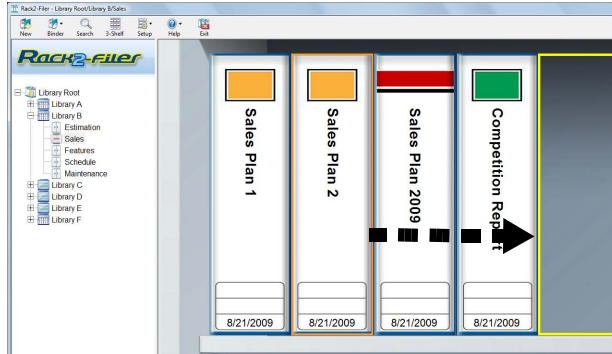 Rack2-Filer - Library Root/Library B/Sales
New Binder Search 3-Shelf Setup Help Exit
Rack2-Filer
Library Root
Library A
Library B
Estimation
Sales
Features
Schedule
Maintenance
Library C
Library D
Library E
Library F
Sales Plan 1
8/21/2009
Sales Plan 2
8/21/2009
Sales Plan 2009
8/21/2009
Competition Report
8/21/2009